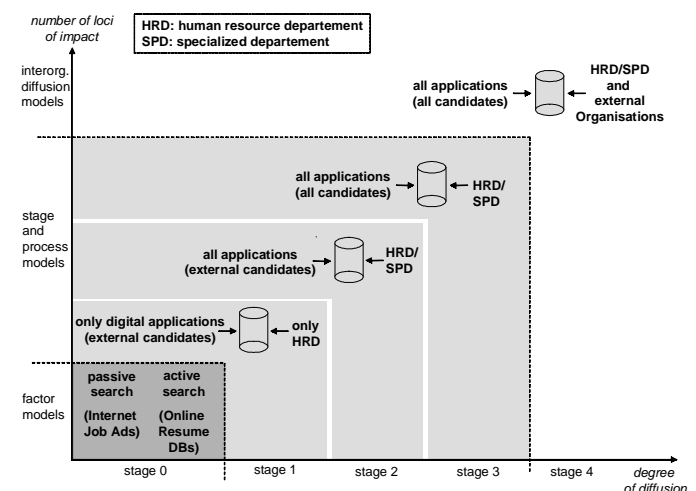 number of loci
of impact
HRD: human resource departement
SPD: specialized departement
interorg.
diffusion
models
all applications
(all candidates)
HRD/SPD
and
external
Organisations
all applications
(all candidates)
HRD/
SPD
stage
and
process
models
all applications
(external candidates)
HRD/
SPD
only digital applications
(external candidates)
only
HRD
factor
models
passive
search
(Internet
Job Ads)
active
search
(Online
Resume
DBs)
stage 0
stage 1
stage 2
stage 3
stage 4
degree
of diffusion